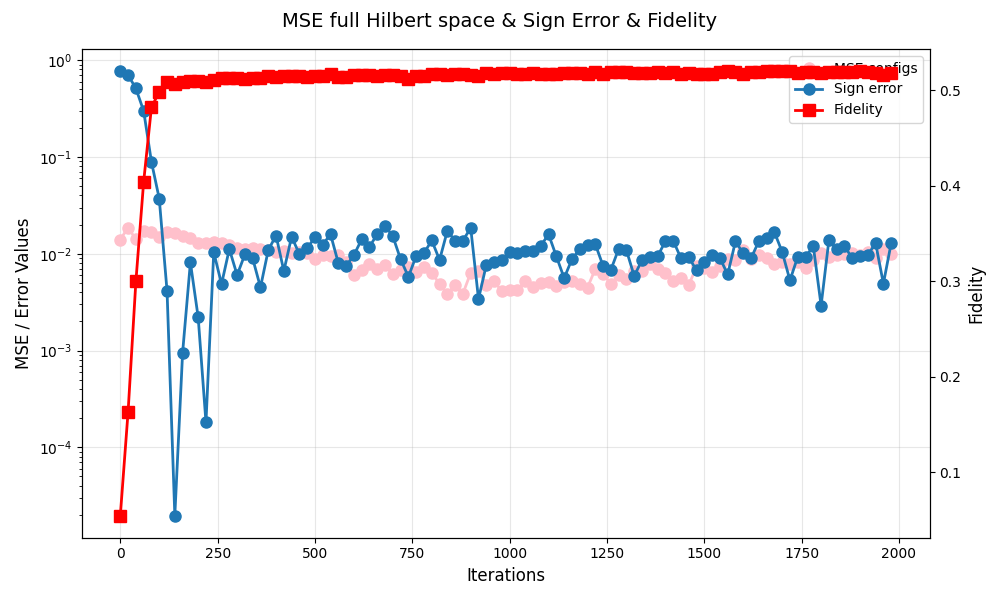 MSE full Hilbert space & Sign Error & Fidelity
MSE configs
Sign error
Fidelity
MSE / Error Values
10⁰
10⁻¹
10⁻²
10⁻³
10⁻⁴
0.5
0.4
0.3
0.2
0.1
Fidelity
0 250 500 750 1000 1250 1500 1750 2000
Iterations